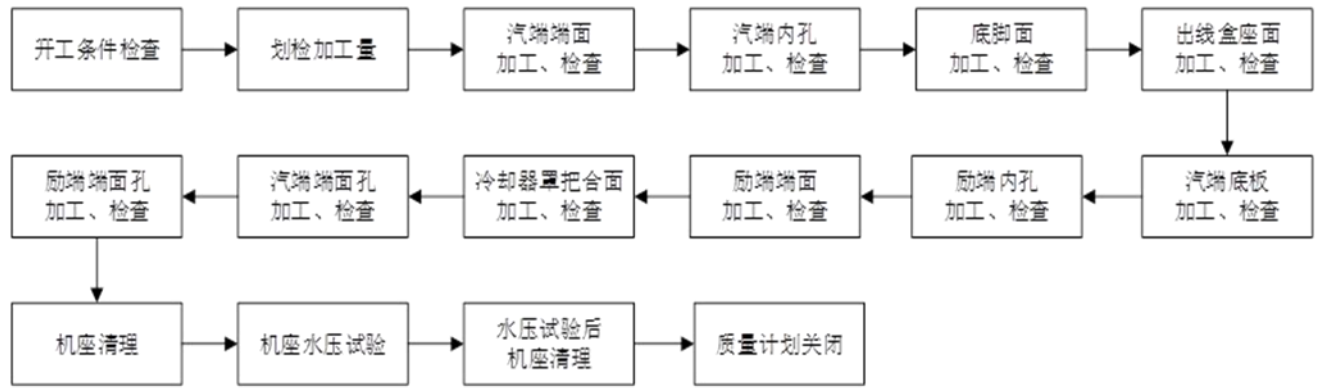 开工条件检查
划检加工量
汽端端面
加工、检查
汽端内孔
加工、检查
底脚面
加工、检查
出线盒座面
加工、检查
汽端底板
加工、检查
励端内孔
加工、检查
励端端面
加工、检查
冷却器罩把合面
加工、检查
汽端端面孔
加工、检查
励端端面孔
加工、检查
机座清理
机座水压试验
水压试验后
机座清理
质量计划关闭